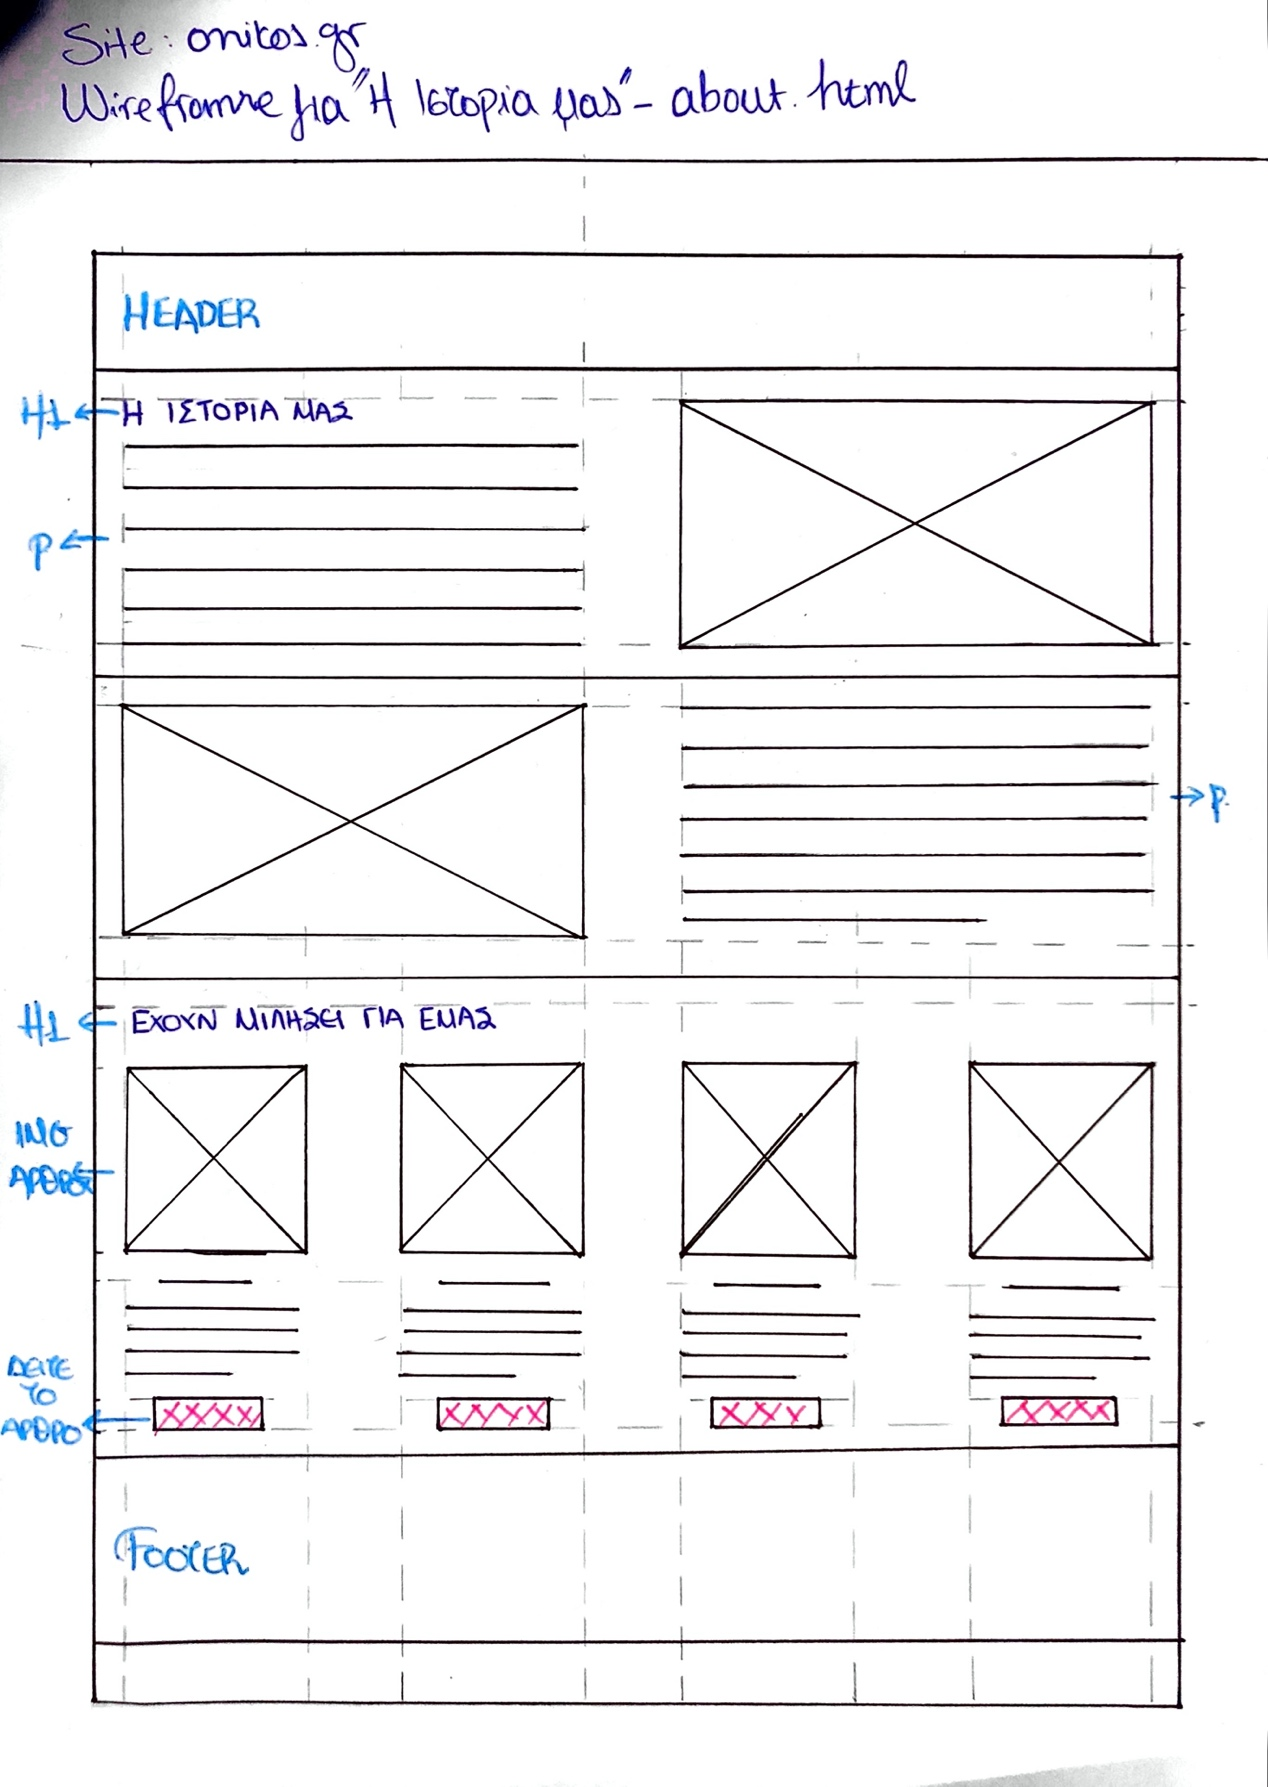 Site: onikos.gr
Wireframe για "Η Ιστορία μας" - about.html
HEADER
H1 ← Η ΙΣΤΟΡΙΑ ΜΑΣ
P ←
→ P.
H1 ← ΕΧΟΥΝ ΜΙΛΗΣΕΙ ΓΙΑ ΕΜΑΣ
IMG
ΑΡΘΡΟΥ ←
XXXX XXXX XXX XXXX
ΔΕΙΤΕ
ΤΟ
ΑΡΘΡΟ ←
FOOTER